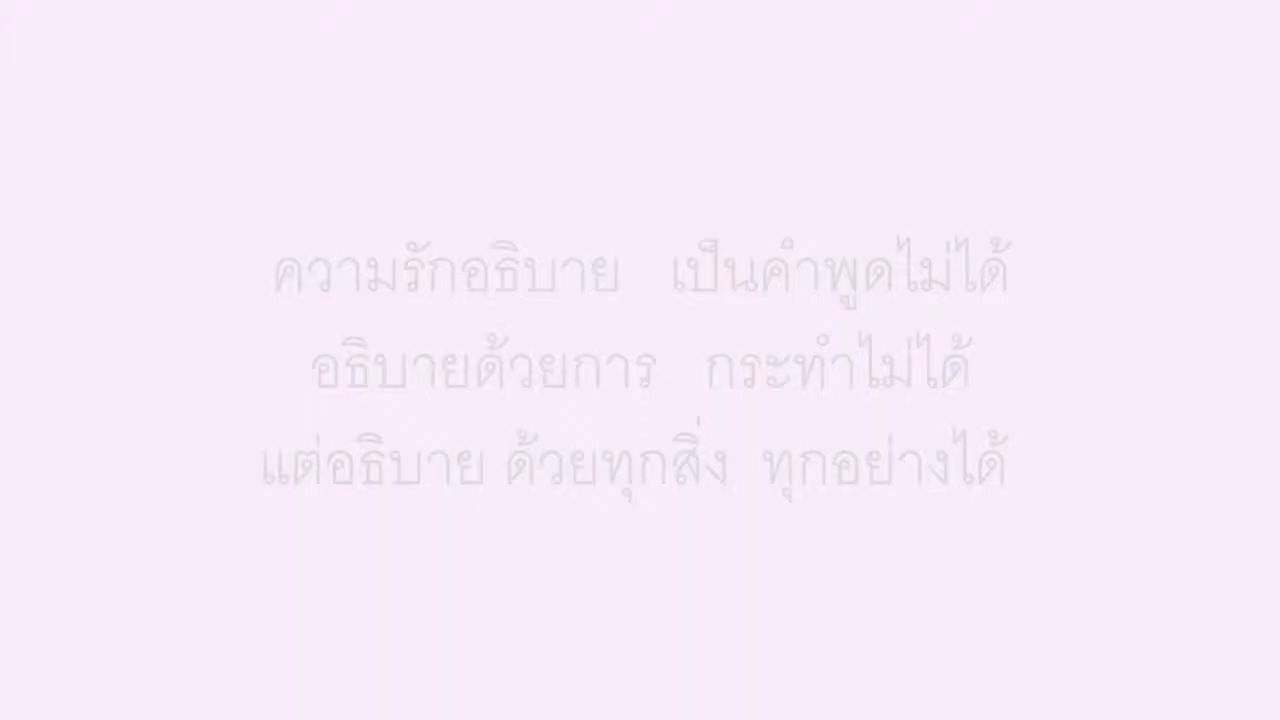 ความรักอธิบาย เป็นคำพูดไม่ได้
อธิบายด้วยการ กระทำไม่ได้
แต่อธิบาย ด้วยทุกสิ่ง ทุกอย่างได้